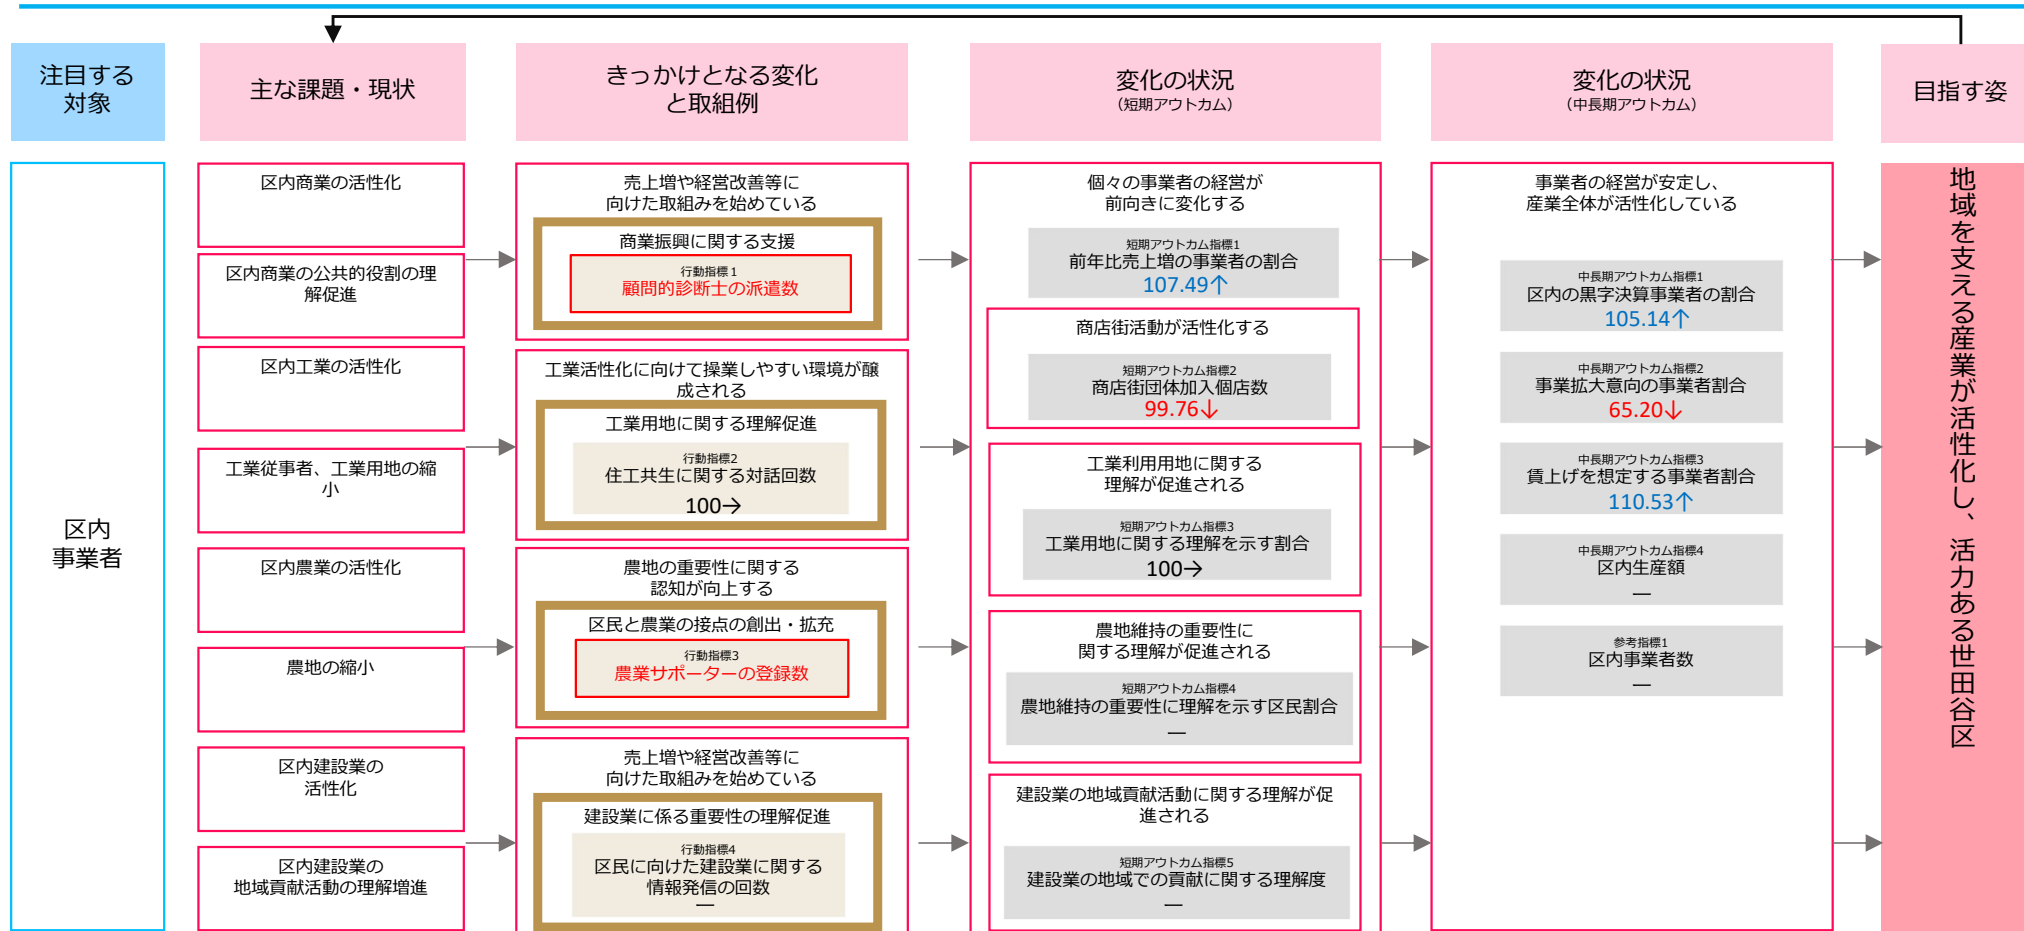 注目する
対象
主な課題・現状
きっかけとなる変化
と取組例
変化の状況
（短期アウトカム）
変化の状況
（中長期アウトカム）
目指す姿
区内
事業者
区内商業の活性化
区内商業の公共的役割の理
解促進
区内工業の活性化
工業従事者、工業用地の縮
小
区内農業の活性化
農地の縮小
区内建設業の
活性化
区内建設業の
地域貢献活動の理解増進
売上増や経営改善等に
向けた取組みを始めている
商業振興に関する支援
行動指標１
顧問的診断士の派遣数
工業活性化に向けて操業しやすい環境が醸
成される
工業用地に関する理解促進
行動指標2
住工共生に関する対話回数
100→
農地の重要性に関する
認知が向上する
区民と農業の接点の創出・拡充
行動指標3
農業サポーターの登録数
売上増や経営改善等に
向けた取組みを始めている
建設業に係る重要性の理解促進
行動指標4
区民に向けた建設業に関する
情報発信の回数
―
個々の事業者の経営が
前向きに変化する
短期アウトカム指標1
前年比売上増の事業者の割合
107.49↑
商店街活動が活性化する
短期アウトカム指標2
商店街団体加入個店数
99.76↓
工業利用用地に関する
理解が促進される
短期アウトカム指標3
工業用地に関する理解を示す割合
100→
農地維持の重要性に
関する理解が促進される
短期アウトカム指標4
農地維持の重要性に理解を示す区民割合
―
建設業の地域貢献活動に関する理解が促
進される
短期アウトカム指標5
建設業の地域での貢献に関する理解度
―
事業者の経営が安定し、
産業全体が活性化している
中長期アウトカム指標1
区内の黒字決算事業者の割合
105.14↑
中長期アウトカム指標2
事業拡大意向の事業者割合
65.20↓
中長期アウトカム指標3
賃上げを想定する事業者割合
110.53↑
中長期アウトカム指標4
区内生産額
―
参考指標1
区内事業者数
―
地域を支える産業が活性化し、活力ある世田谷区